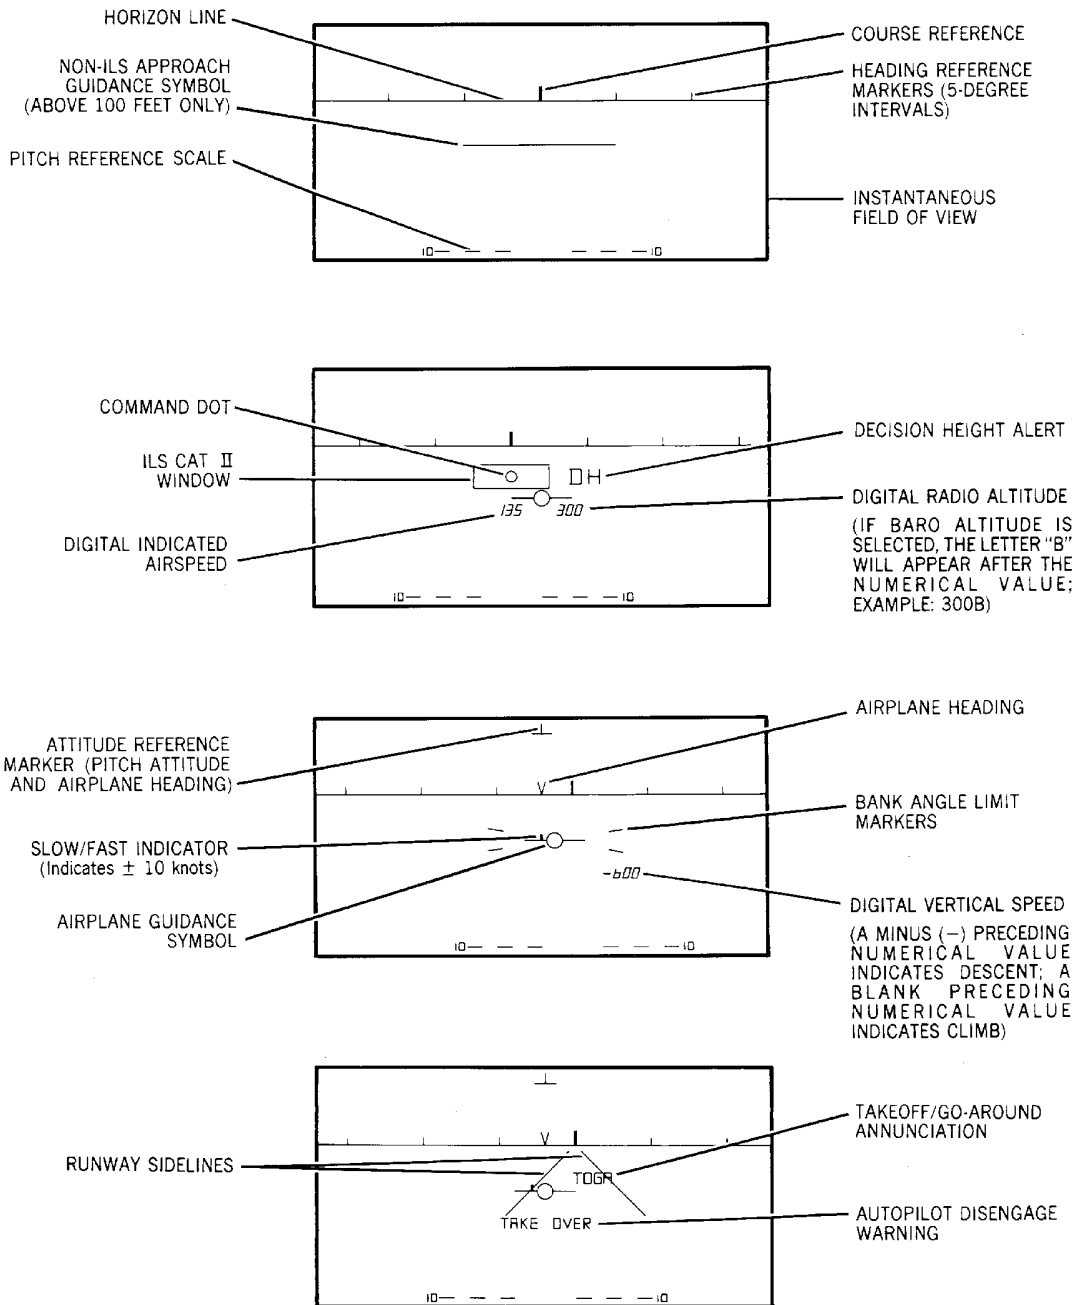 HORIZON LINE
NON-ILS APPROACH
GUIDANCE SYMBOL
(ABOVE 100 FEET ONLY)
PITCH REFERENCE SCALE
COURSE REFERENCE
HEADING REFERENCE
MARKERS (5-DEGREE
INTERVALS)
INSTANTANEOUS
FIELD OF VIEW
10 10
COMMAND DOT
ILS CAT II
WINDOW
DIGITAL INDICATED
AIRSPEED
DH
135 300
10 10
DECISION HEIGHT ALERT
DIGITAL RADIO ALTITUDE
(IF BARO ALTITUDE IS
SELECTED, THE LETTER "B"
WILL APPEAR AFTER THE
NUMERICAL VALUE;
EXAMPLE: 300B)
ATTITUDE REFERENCE
MARKER (PITCH ATTITUDE
AND AIRPLANE HEADING)
SLOW/FAST INDICATOR
(Indicates ± 10 knots)
AIRPLANE GUIDANCE
SYMBOL
V
-600
10 10
AIRPLANE HEADING
BANK ANGLE LIMIT
MARKERS
DIGITAL VERTICAL SPEED
(A MINUS (−) PRECEDING
NUMERICAL VALUE
INDICATES DESCENT; A
BLANK PRECEDING
NUMERICAL VALUE
INDICATES CLIMB)
RUNWAY SIDELINES
V
TOGA
TAKE OVER
10 10
TAKEOFF/GO-AROUND
ANNUNCIATION
AUTOPILOT DISENGAGE
WARNING